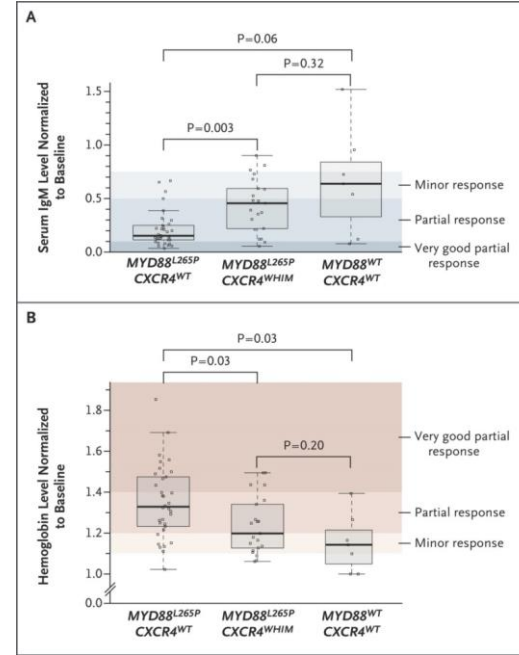 A
P=0.06
P=0.32
P=0.003
Serum IgM Level Normalized
to Baseline
1.5
1.0
0.5
0.0
Minor response
Partial response
Very good partial
response
MYD88L265P
CXCR4WT
MYD88L265P
CXCR4WHIM
MYD88WT
CXCR4WT
B
P=0.03
P=0.03
P=0.20
Hemoglobin Level Normalized
to Baseline
1.8
1.6
1.4
1.2
1.0
0.0
Very good partial
response
Partial response
Minor response
MYD88L265P
CXCR4WT
MYD88L265P
CXCR4WHIM
MYD88WT
CXCR4WT